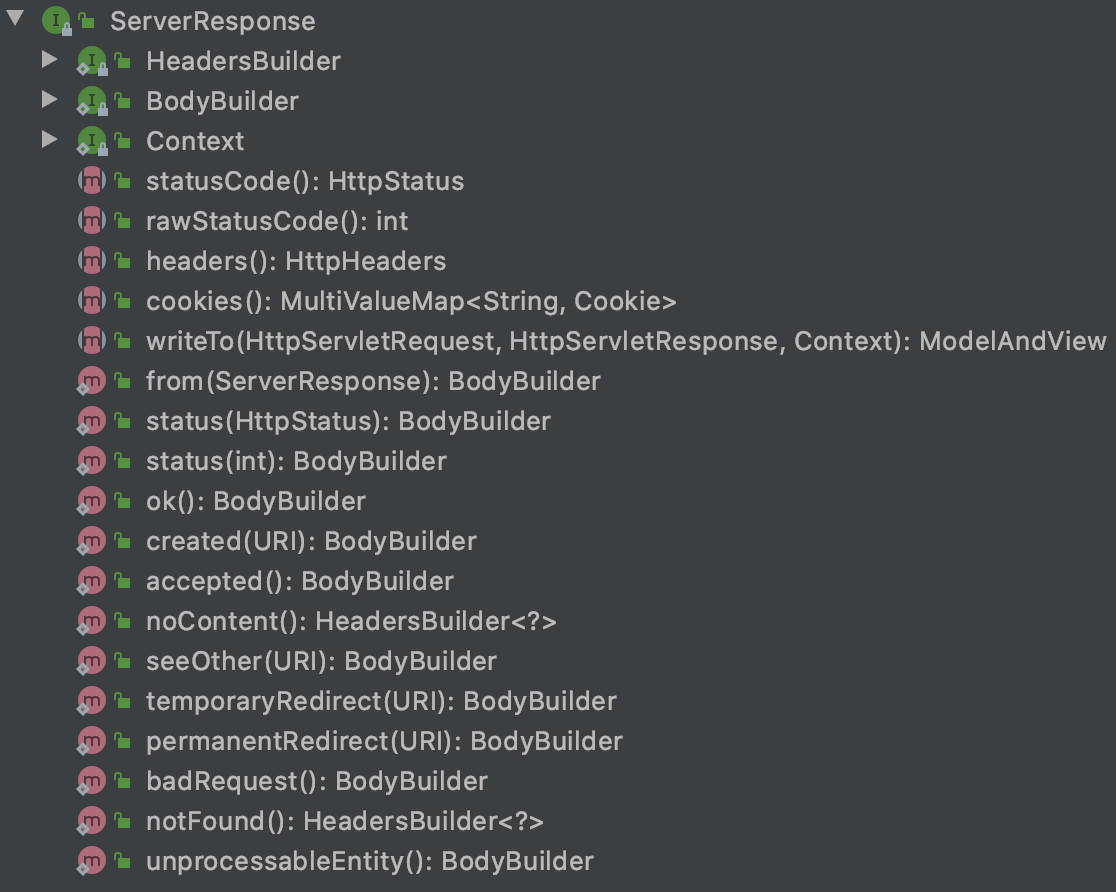 ServerResponse
HeadersBuilder
BodyBuilder
Context
statusCode(): HttpStatus
rawStatusCode(): int
headers(): HttpHeaders
cookies(): MultiValueMap<String, Cookie>
writeTo(HttpServletRequest, HttpServletResponse, Context): ModelAndView
from(ServerResponse): BodyBuilder
status(HttpStatus): BodyBuilder
status(int): BodyBuilder
ok(): BodyBuilder
created(URI): BodyBuilder
accepted(): BodyBuilder
noContent(): HeadersBuilder<?>
seeOther(URI): BodyBuilder
temporaryRedirect(URI): BodyBuilder
permanentRedirect(URI): BodyBuilder
badRequest(): BodyBuilder
notFound(): HeadersBuilder<?>
unprocessableEntity(): BodyBuilder